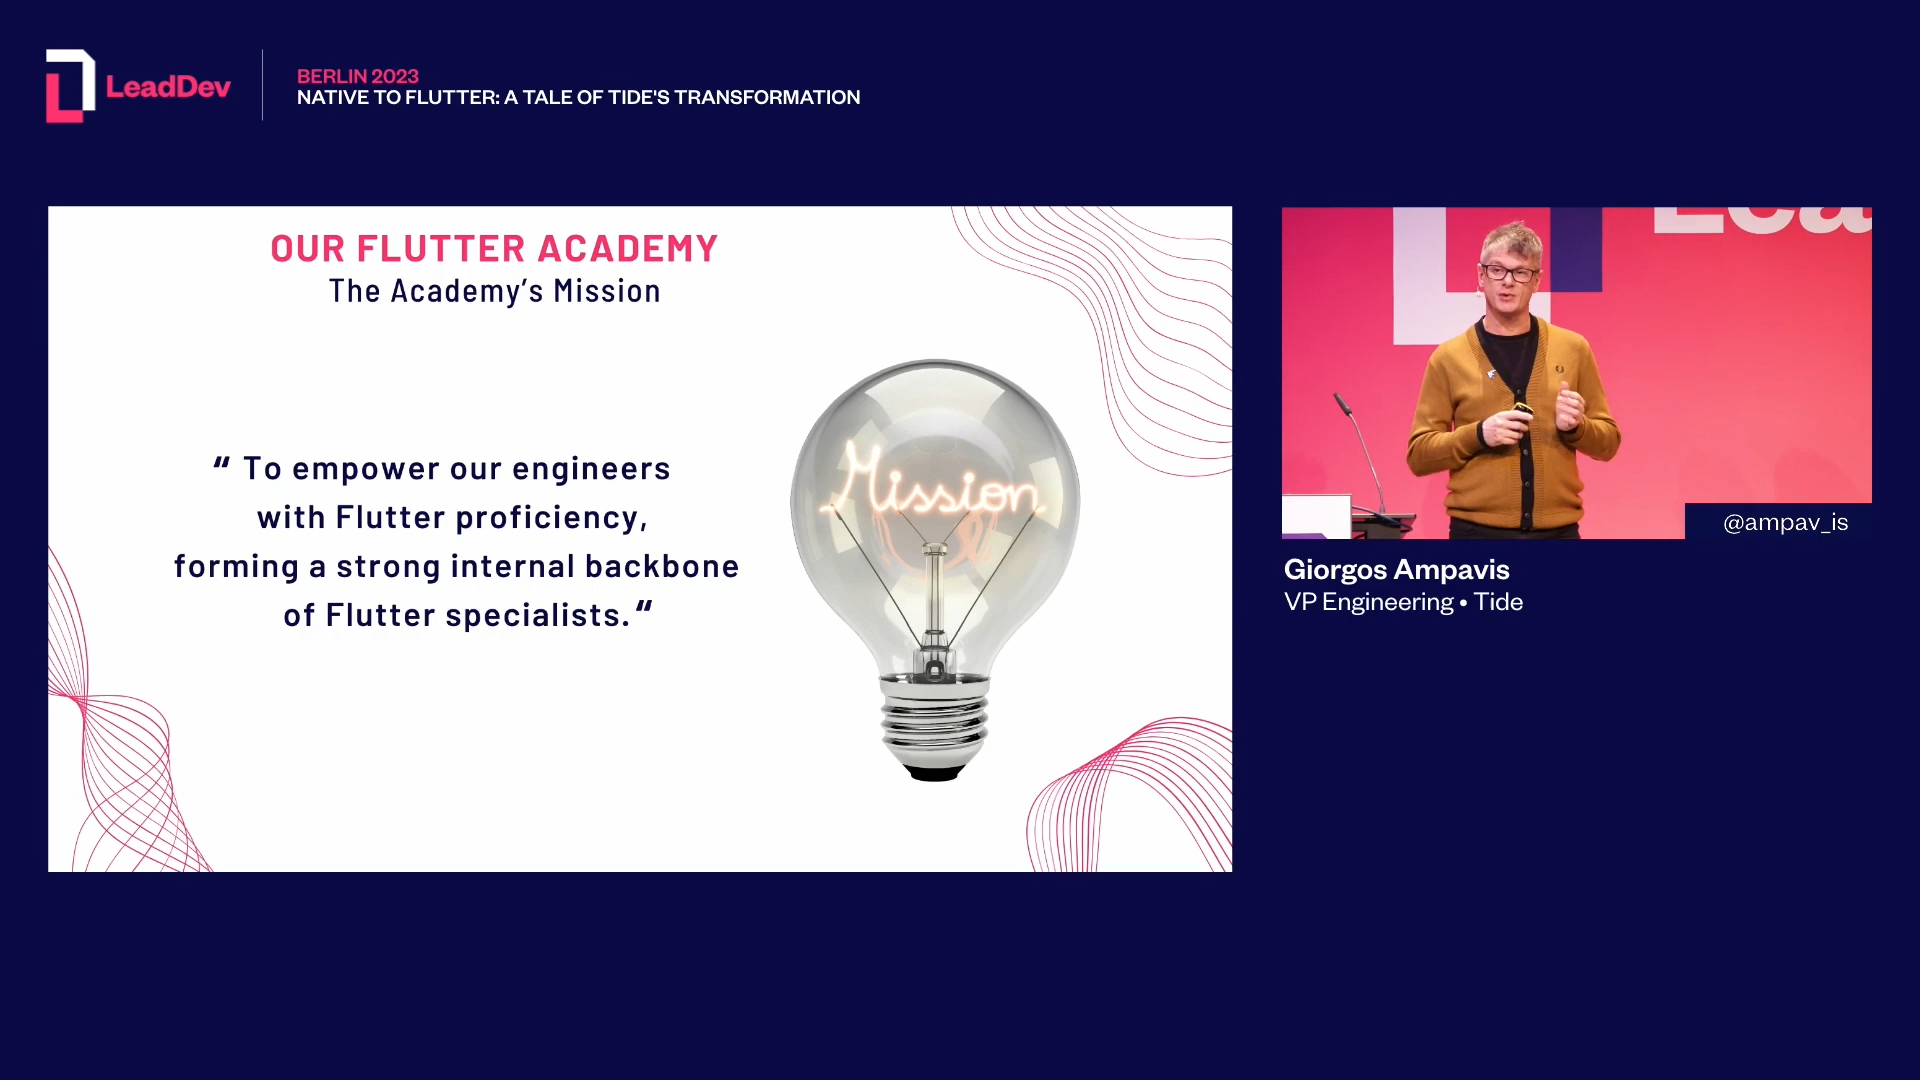 LeadDev
BERLIN 2023
NATIVE TO FLUTTER: A TALE OF TIDE'S TRANSFORMATION
OUR FLUTTER ACADEMY
The Academy’s Mission
“ To empower our engineers
with Flutter proficiency,
forming a strong internal backbone
of Flutter specialists.“
Mission
Lea
@ampav_is
Giorgos Ampavis
VP Engineering • Tide